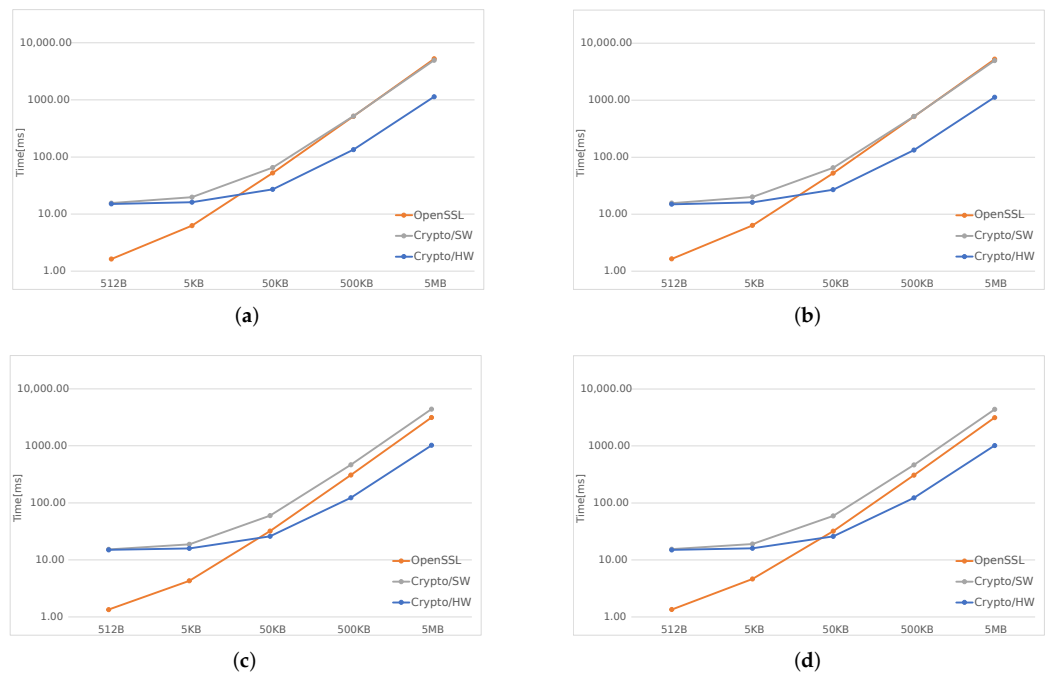 10,000.00
1000.00
100.00
10.00
1.00
Time[ms]
OpenSSL
Crypto/SW
Crypto/HW
512B 5KB 50KB 500KB 5MB
(a)
10,000.00
1000.00
100.00
10.00
1.00
Time[ms]
OpenSSL
Crypto/SW
Crypto/HW
512B 5KB 50KB 500KB 5MB
(b)
10,000.00
1000.00
100.00
10.00
1.00
Time[ms]
OpenSSL
Crypto/SW
Crypto/HW
512B 5KB 50KB 500KB 5MB
(c)
10,000.00
1000.00
100.00
10.00
1.00
Time[ms]
OpenSSL
Crypto/SW
Crypto/HW
512B 5KB 50KB 500KB 5MB
(d)